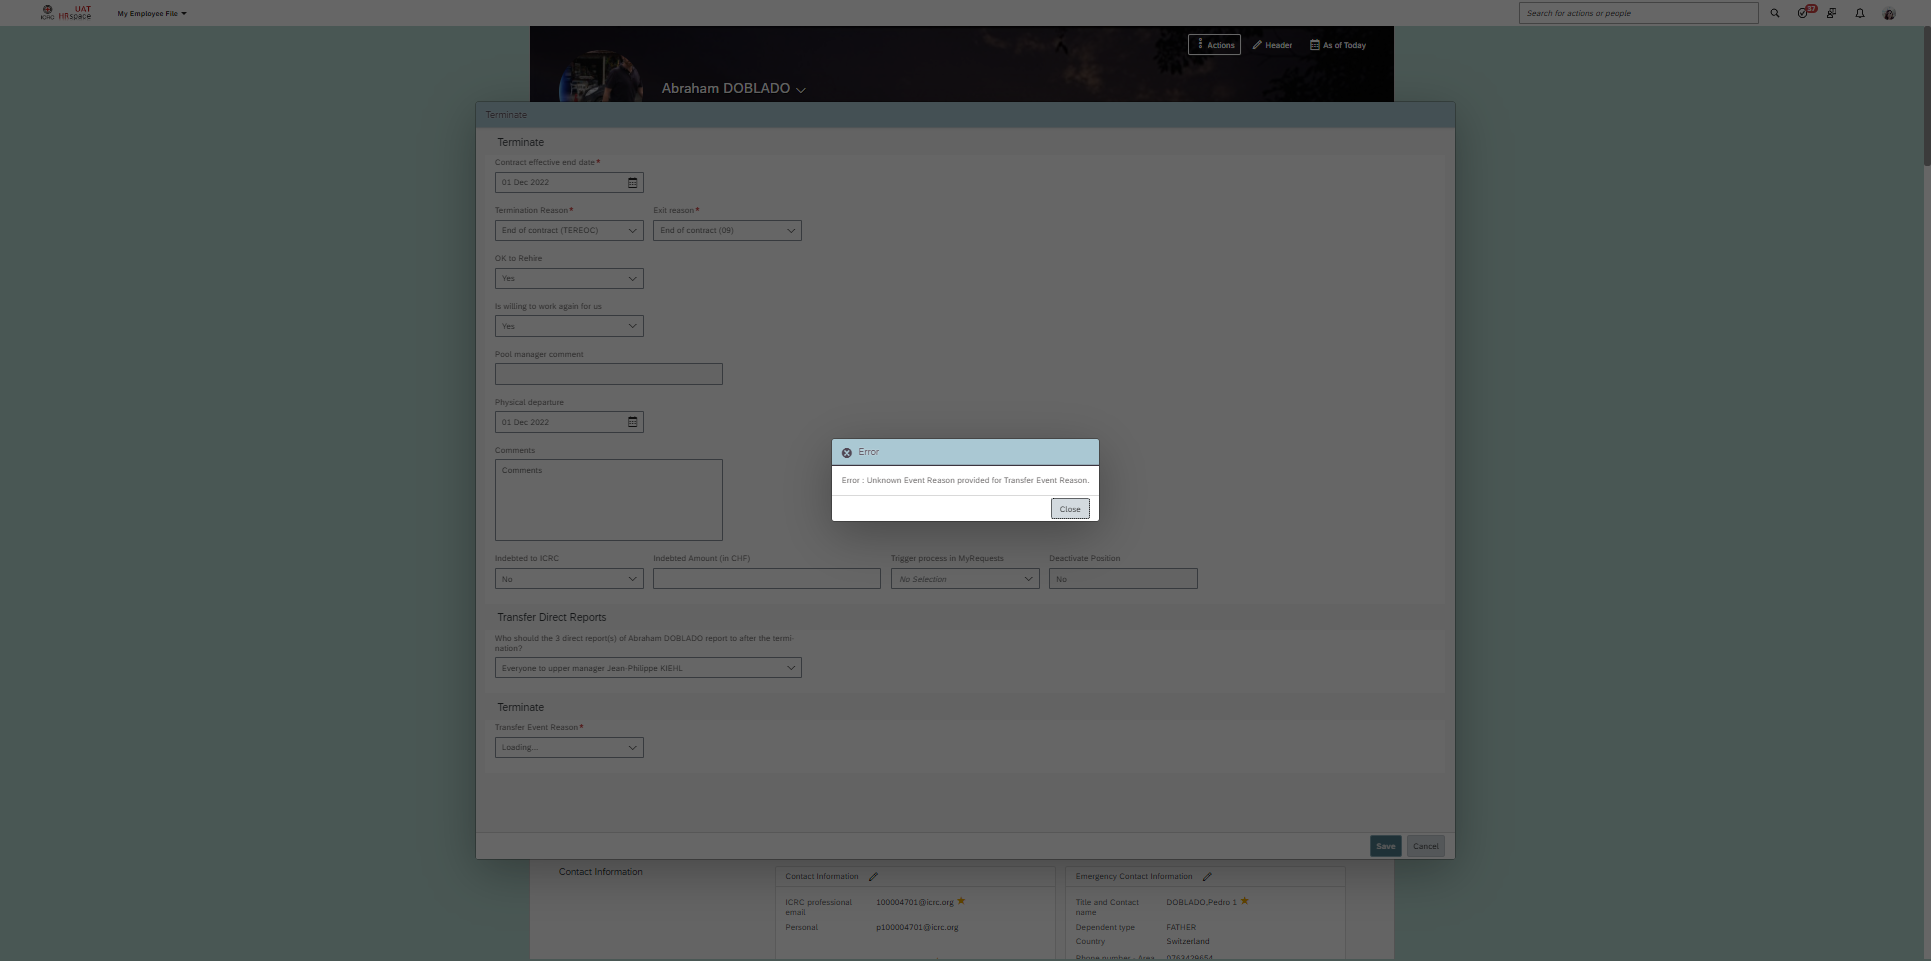 ICRC
UAT
HRspace
My Employee File
Search for actions or people
37
Actions
Header
As of Today
Abraham DOBLADO
Terminate
Terminate
Contract effective end date*
01 Dec 2022
Termination Reason* Exit reason*
End of contract (TEREOC) End of contract (09)
OK to Rehire
Yes
Is willing to work again for us
Yes
Pool manager comment
Physical departure
01 Dec 2022
Comments
Comments
Error
Error : Unknown Event Reason provided for Transfer Event Reason.
Close
Indebted to ICRC Indebted Amount (in CHF) Trigger process in MyRequests Deactivate Position
No No Selection No
Transfer Direct Reports
Who should the 3 direct report(s) of Abraham DOBLADO report to after the termi-
nation?
Everyone to upper manager Jean-Philippe KIEHL
Terminate
Transfer Event Reason*
Loading...
Save Cancel
Contact Information
Contact Information
ICRC professional
email
100004701@icrc.org
Personal p100004701@icrc.org
Emergency Contact Information
Title and Contact
name
DOBLADO,Pedro 1
Dependent type FATHER
Country Switzerland
Phone number - Area 0763429654